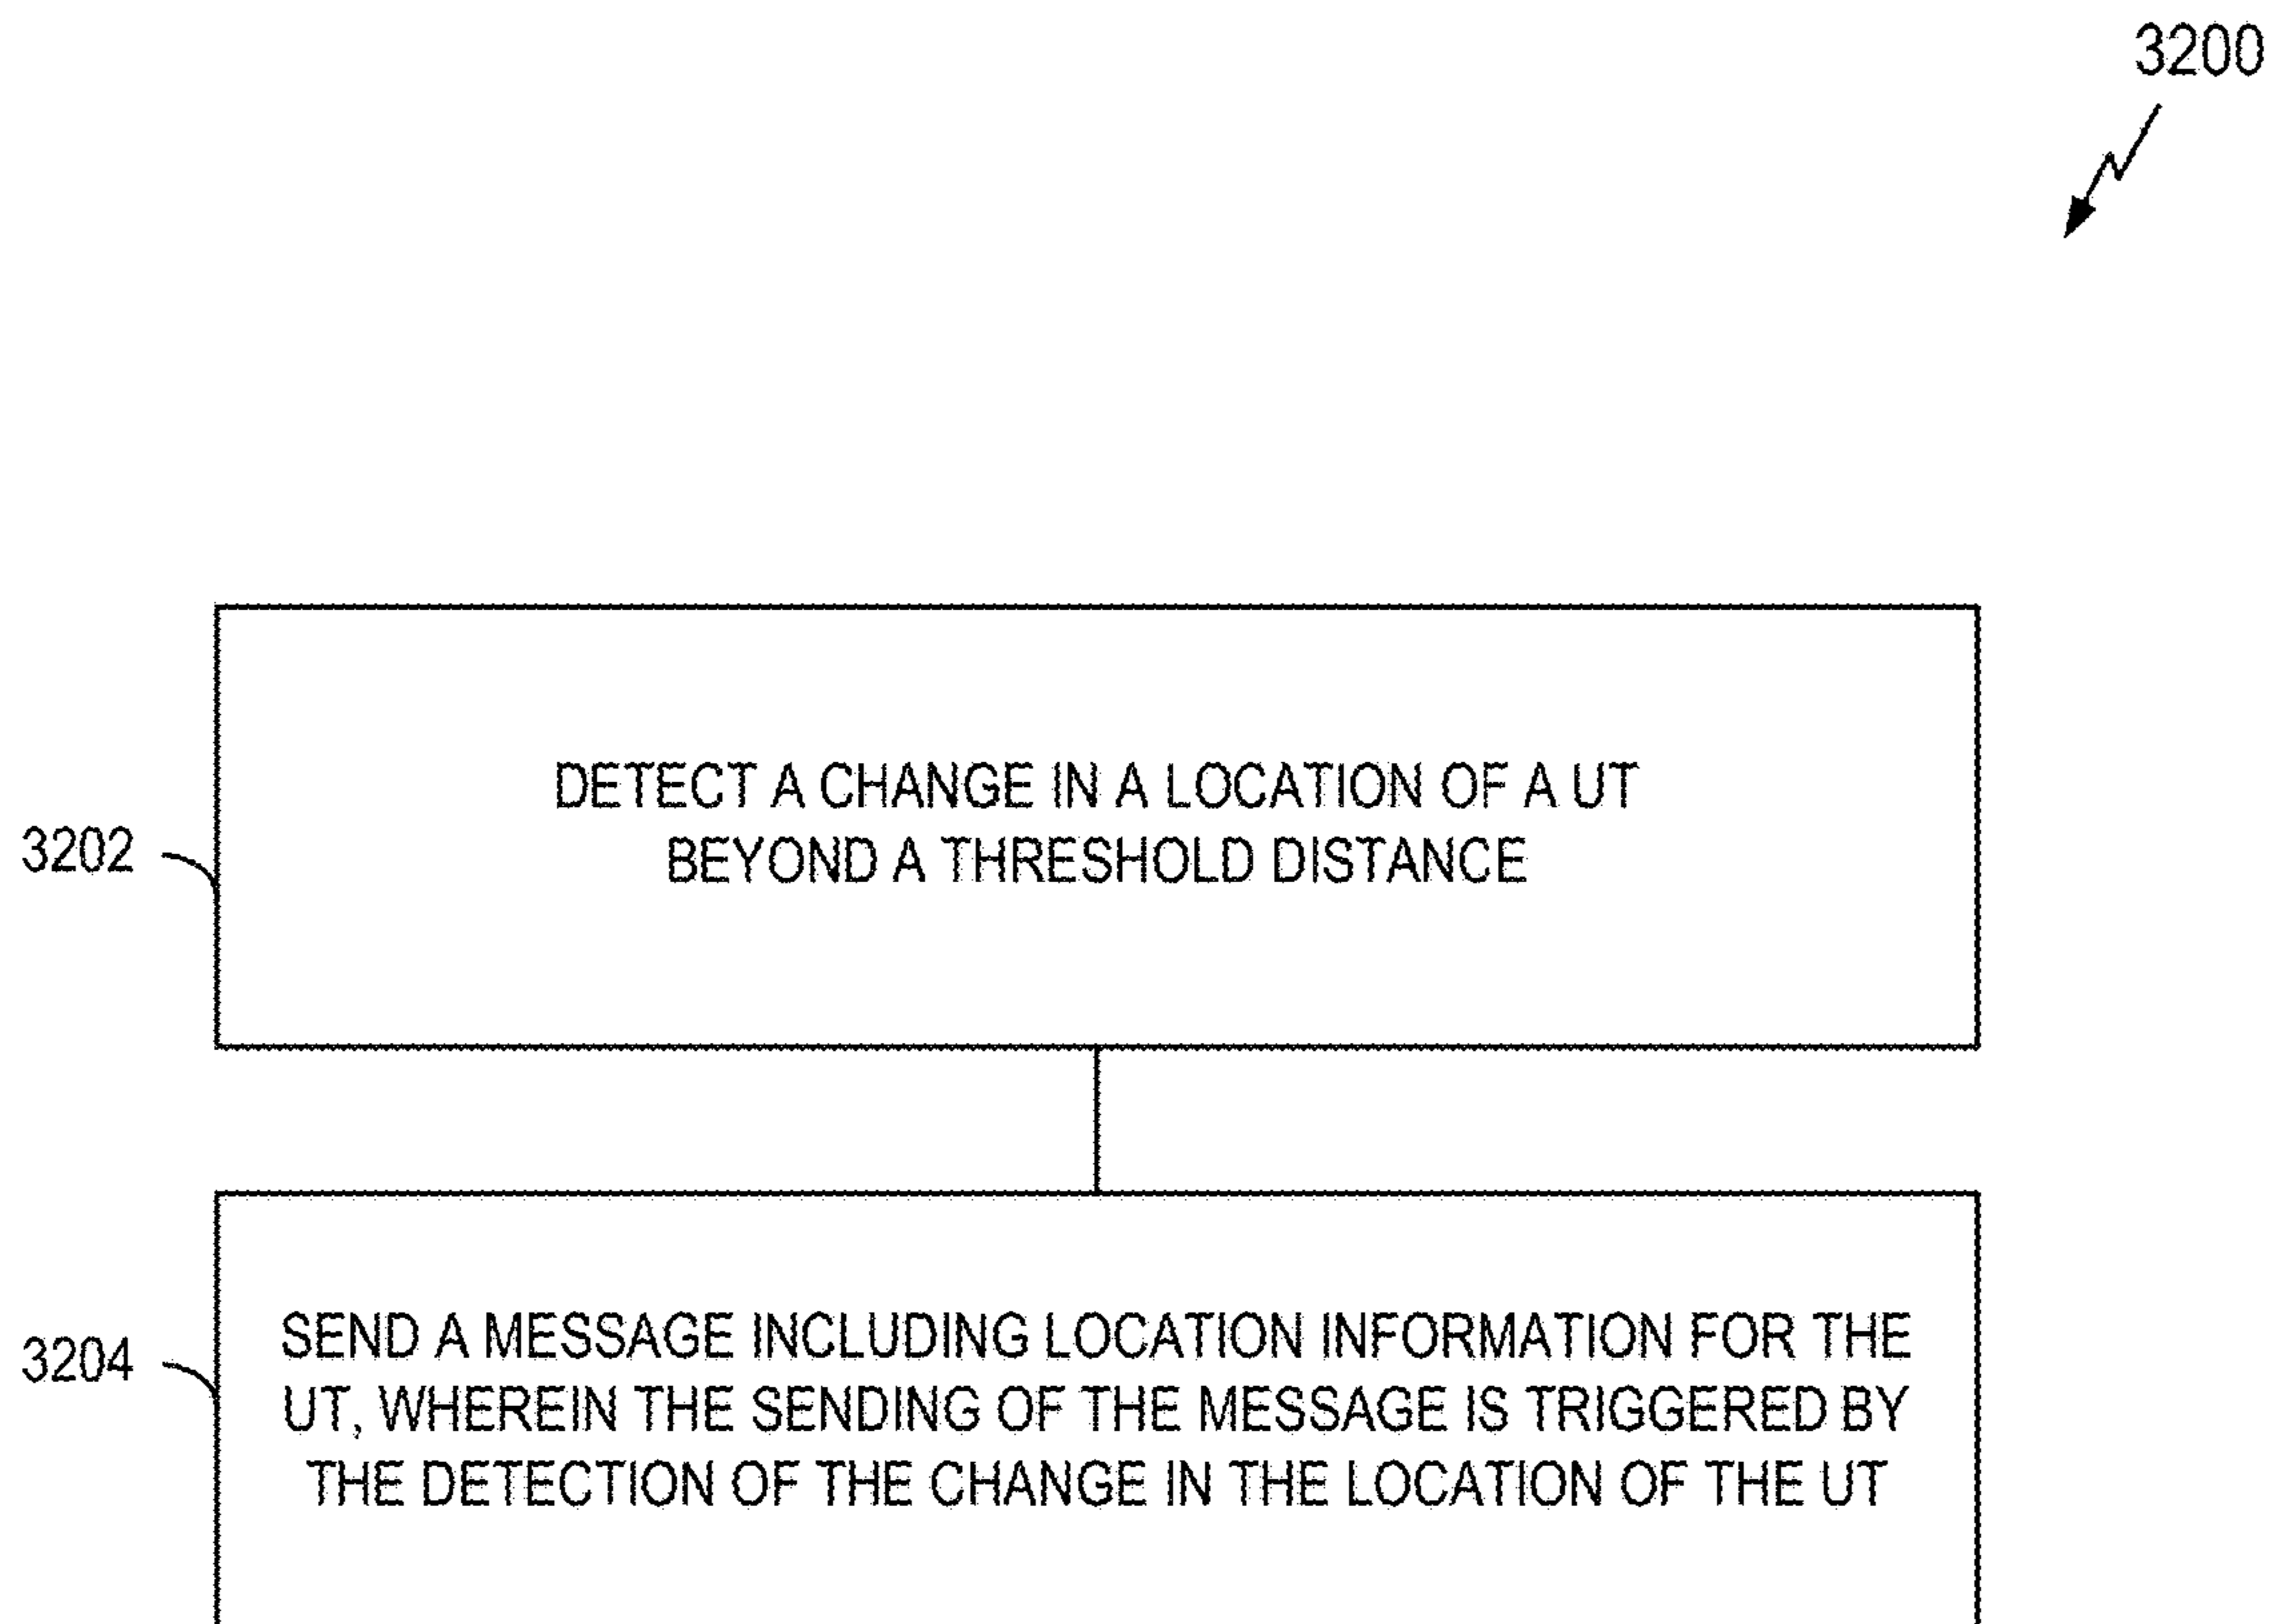 3200
DETECT A CHANGE IN A LOCATION OF A UT
BEYOND A THRESHOLD DISTANCE
3202
SEND A MESSAGE INCLUDING LOCATION INFORMATION FOR THE
UT, WHEREIN THE SENDING OF THE MESSAGE IS TRIGGERED BY
THE DETECTION OF THE CHANGE IN THE LOCATION OF THE UT
3204